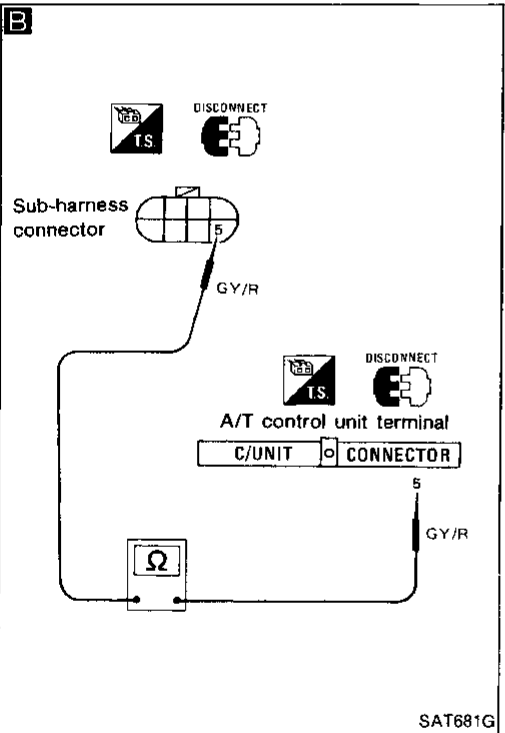 B
DISCONNECT
T.S.
Sub-harness
connector
5
GY/R
DISCONNECT
T.S.
A/T control unit terminal
C/UNIT
CONNECTOR
5
GY/R
Ω
SAT681G